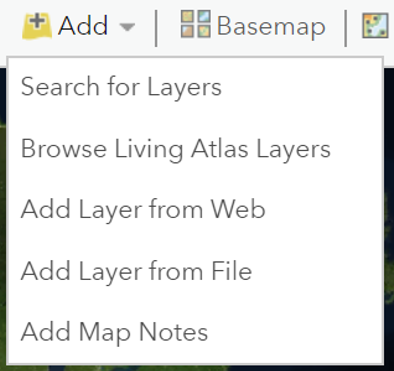 Add Basemap
Search for Layers
Browse Living Atlas Layers
Add Layer from Web
Add Layer from File
Add Map Notes